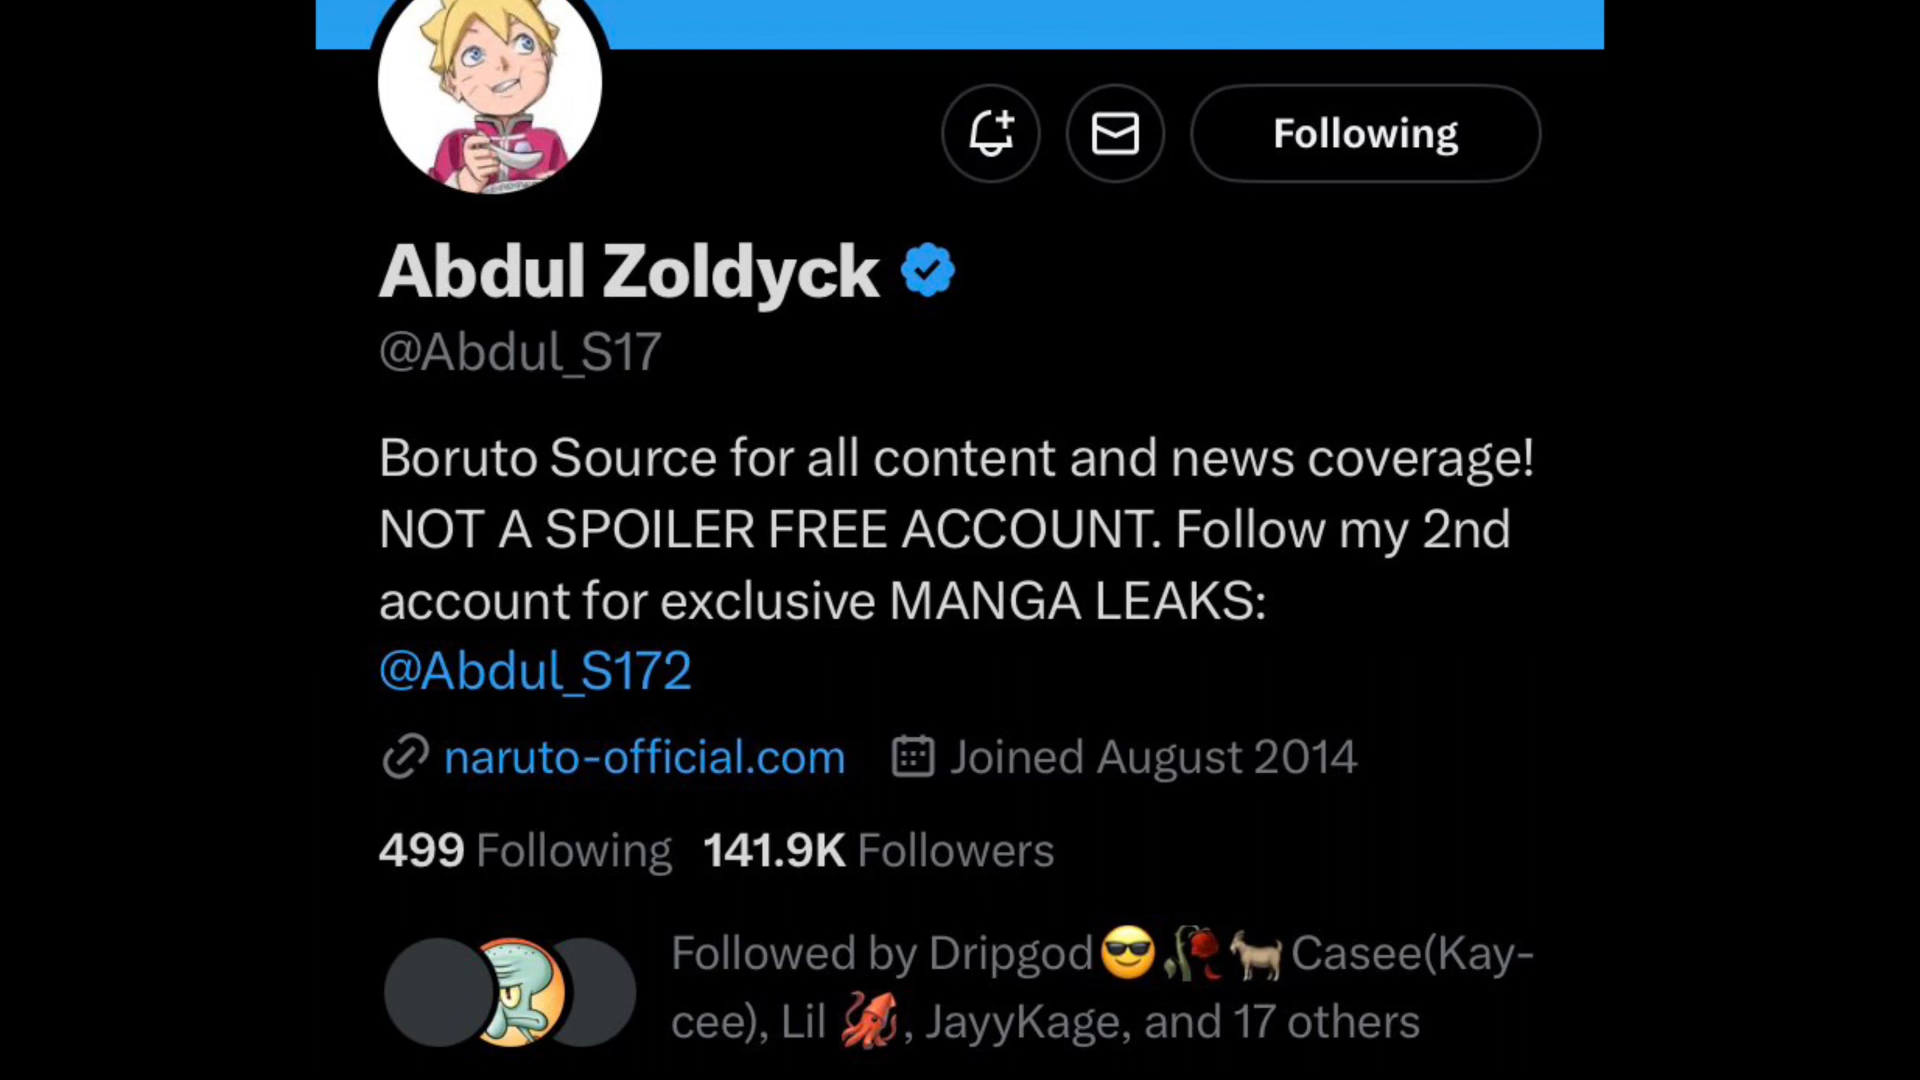 Following
Abdul Zoldyck
@Abdul_S17
Boruto Source for all content and news coverage!
NOT A SPOILER FREE ACCOUNT. Follow my 2nd
account for exclusive MANGA LEAKS:
@Abdul_S172
naruto-official.com Joined August 2014
499 Following 141.9K Followers
Followed by Dripgod😎🥀🐐Casee(Kay-
cee), Lil 🦑, JayyKage, and 17 others